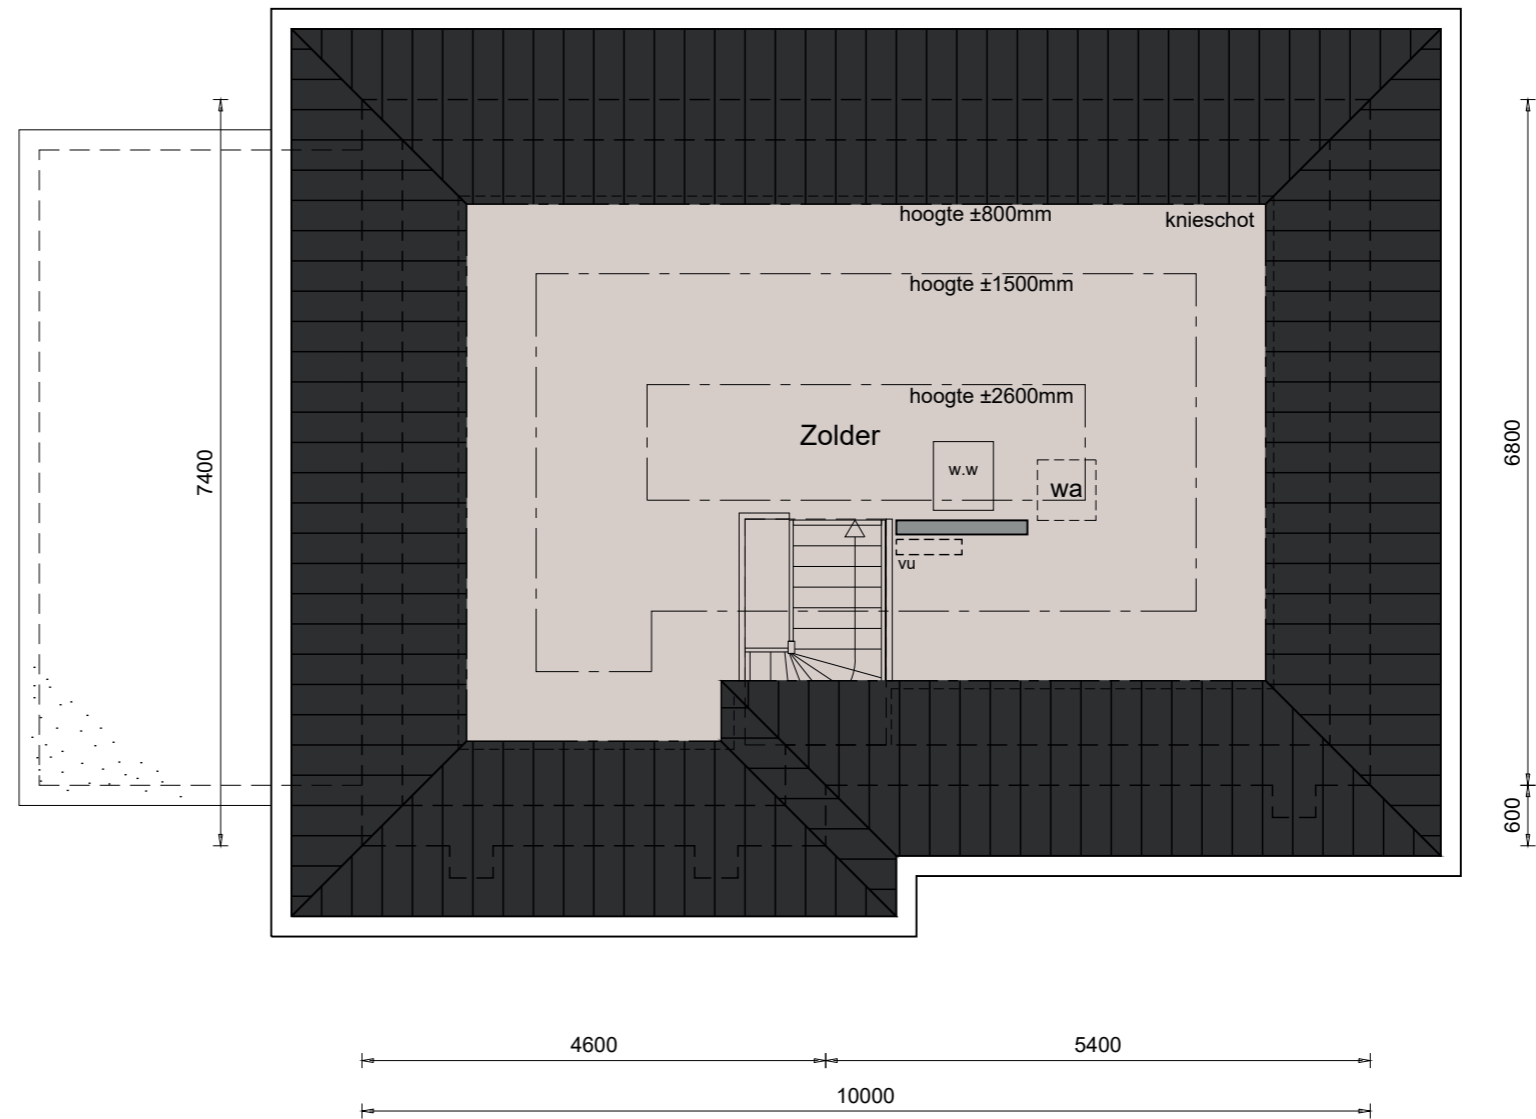 hoogte ±800mm
knieschot
hoogte ±1500mm
hoogte ±2600mm
Zolder
w.w
wa
vu
7400
6800
600
4600
5400
10000